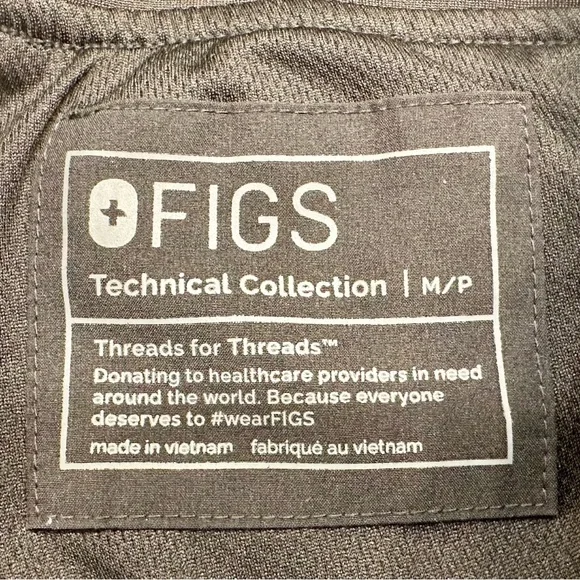 FIGS
Technical Collection | M/P
Threads for Threads™
Donating to healthcare providers in need
around the world. Because everyone
deserves to #wearFIGS
made in vietnam fabriqué au vietnam